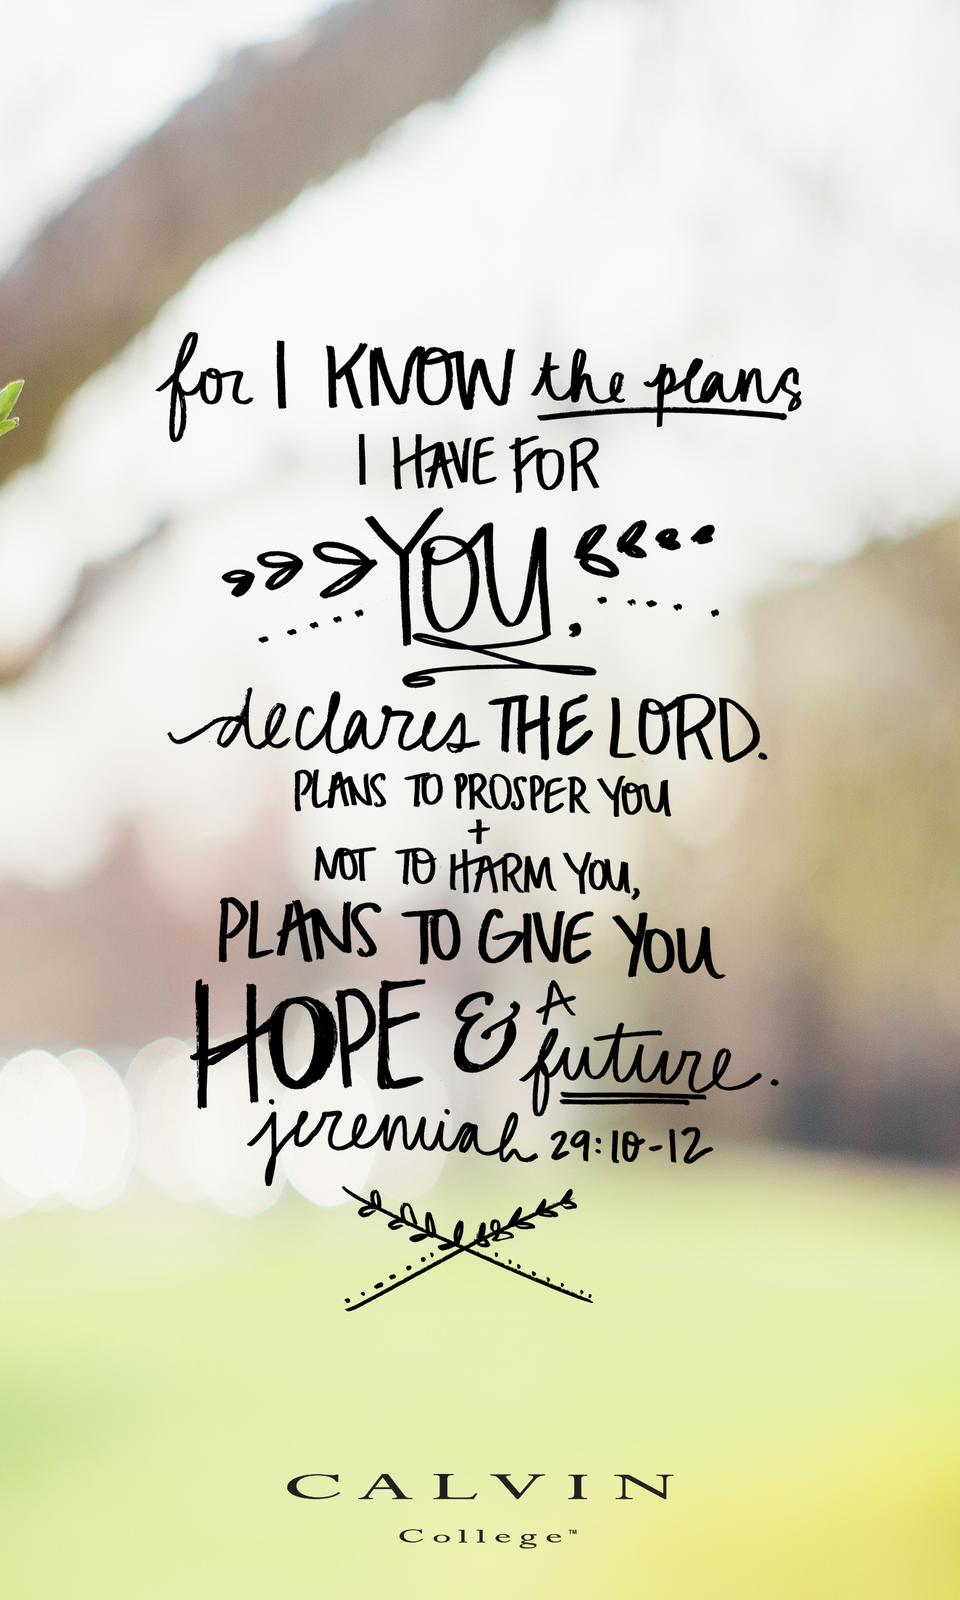 for I KNOW the plans
I HAVE FOR
YOU,
declares THE LORD.
PLANS TO PROSPER YOU
+
NOT TO HARM YOU,
PLANS TO GIVE YOU
HOPE & A
future.
jeremiah 29:10-12
CALVIN
College™